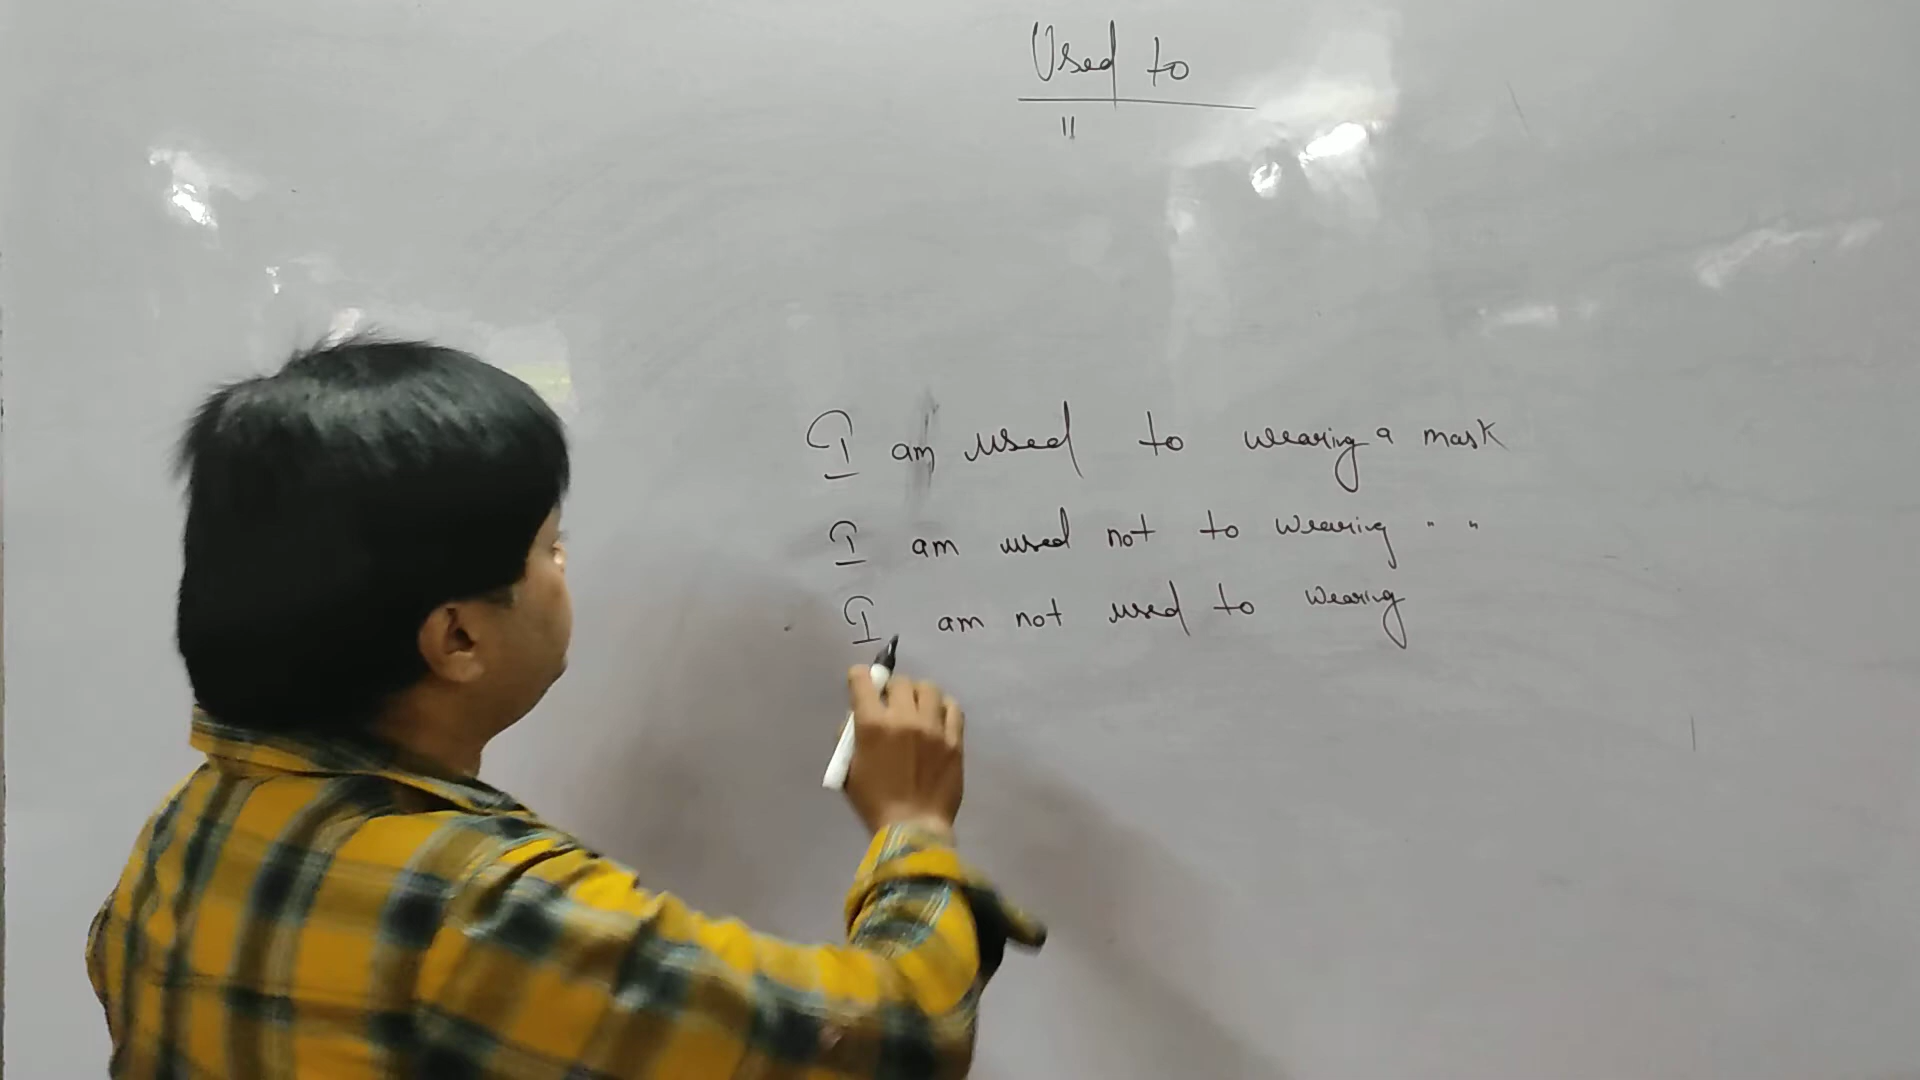 Used to
"
I am used to wearing a mask
I am used not to wearing " "
I am not used to wearing